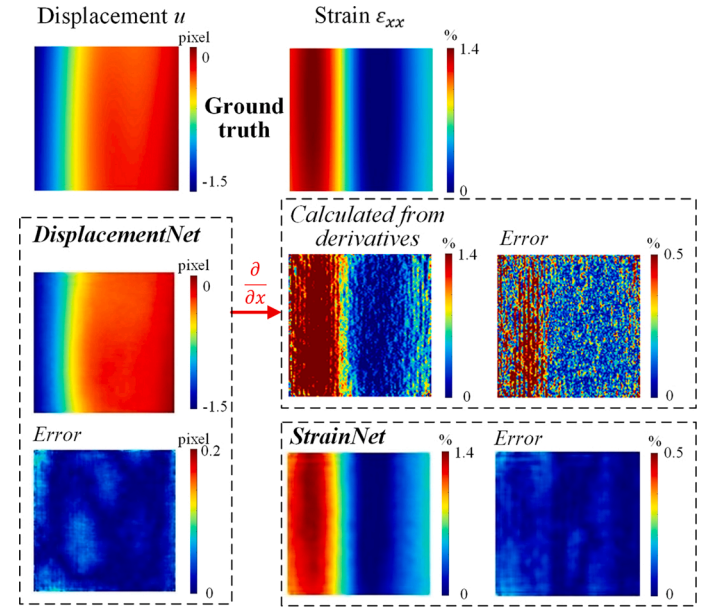 Displacement u
Strain εxx
pixel
0
-1.5
Ground
truth
%
1.4
0
DisplacementNet
pixel
0
-1.5
Error
pixel
0.2
0
∂
∂x
Calculated from
derivatives
%
1.4
0
Error
%
0.5
0
StrainNet
%
1.4
0
Error
%
0.5
0